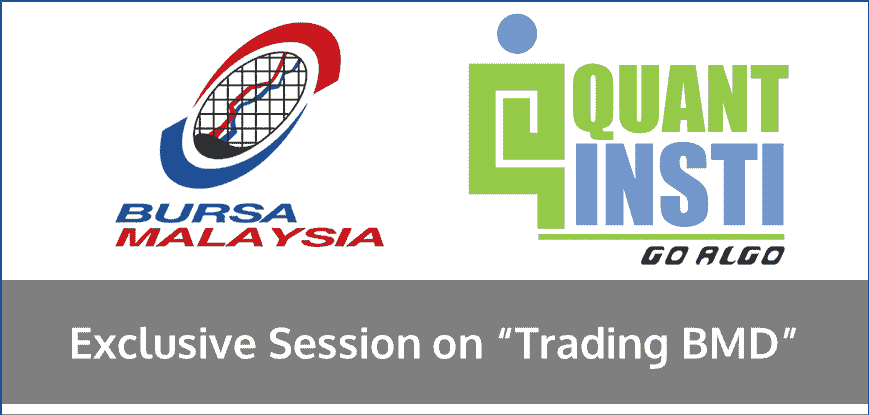 BURSA
MALAYSIA
QUANT
INSTI
GO ALGO
Exclusive Session on “Trading BMD”